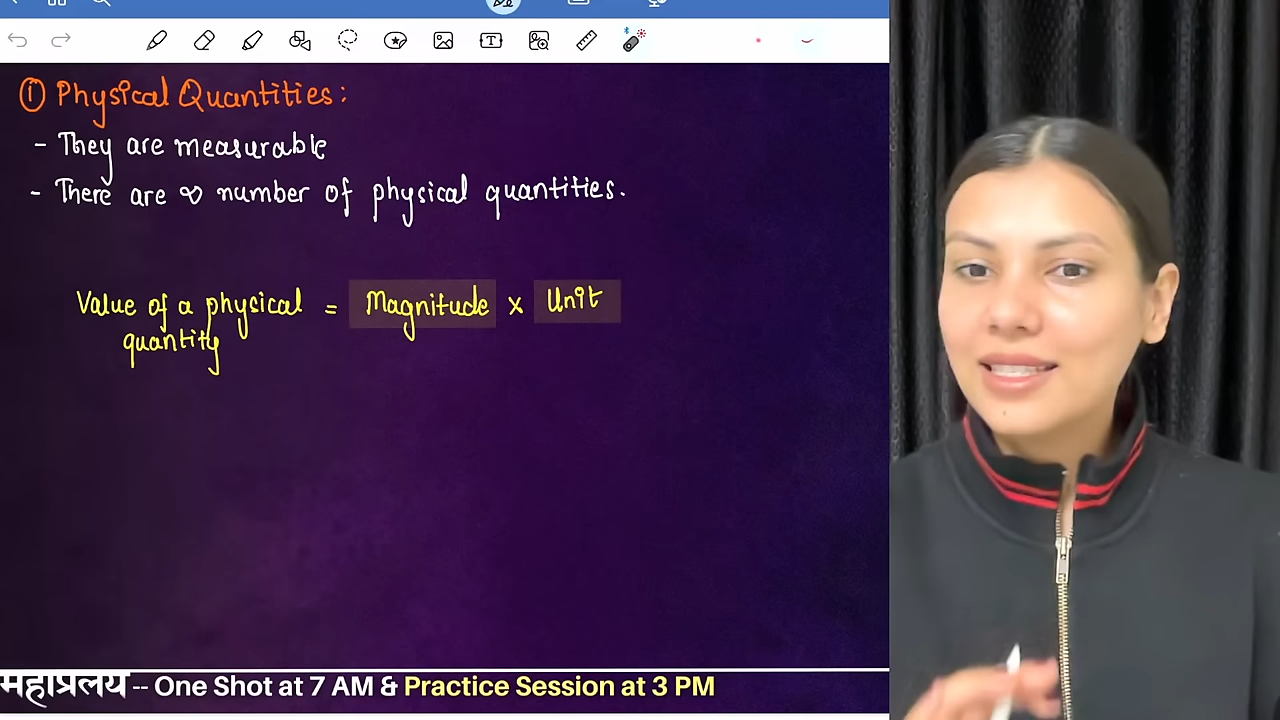 ① Physical Quantities:
- They are measurable
- There are ∞ number of physical quantities.
Value of a physical quantity = Magnitude × Unit
महाप्रलय -- One Shot at 7 AM & Practice Session at 3 PM